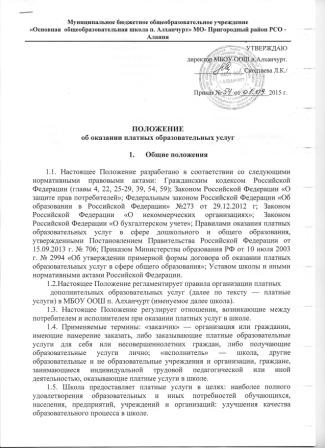 Муниципальное бюджетное общеобразовательное учреждение
«Основная общеобразовательная школа п. Алханчурт» МО- Пригородный район РСО -
Алания
УТВЕРЖДАЮ
директор МБОУ ООШ п.Алханчурт.
Приказ № от 2015 г.
ПОЛОЖЕНИЕ
об оказании платных образовательных услуг
1. Общие положения
1.1. Настоящее Положение разработано в соответствии со следующими
нормативными правовыми актами: Гражданским кодексом Российской
Федерации (главы 4, 22, 25-29, 39, 54, 59); Законом Российской Федерации «О
защите прав потребителей»; Федеральным законом Российской Федерации «Об
образовании в Российской Федерации» №273 от 29.12.2012 г; Законом
Российской Федерации «О некоммерческих организациях»; Законом
Российской Федерации «О бухгалтерском учете»; Правилами оказания платных
образовательных услуг в сфере дошкольного и общего образования,
утвержденными Постановлением Правительства Российской Федерации от
15.09.2013 г. № 706; Приказом Министерства образования РФ от 10 июля 2003
г. № 2994 «Об утверждении примерной формы договора об оказании платных
образовательных услуг в сфере общего образования»; Уставом школы и иными
нормативными актами Российской Федерации.
1.2.Настоящее Положение регламентирует правила организации платных
дополнительных образовательных услуг (далее по тексту — платные
услуги) в МБОУ ООШ п. Алханчурт (именуемое далее школа).
1.3. Настоящее Положение регулирует отношения, возникающие между
потребителем и исполнителем при оказании платных услуг в школе.
1.4. Применяемые термины: «заказчик» — организация или гражданин,
имеющие намерение заказать, либо заказывающие платные образовательные
услуги для себя или несовершеннолетних граждан, либо получающие
образовательные услуги лично; «исполнитель» — школа, другие
образовательные и не образовательные учреждения и организации, граждане,
занимающиеся индивидуальной трудовой педагогической или иной
деятельностью, оказывающие платные услуги в школе.
1.5. Школа предоставляет платные услуги в целях: наиболее полного
удовлетворения образовательных и иных потребностей обучающихся,
населения, предприятий, учреждений и организаций: улучшения качества
образовательного процесса в школе.